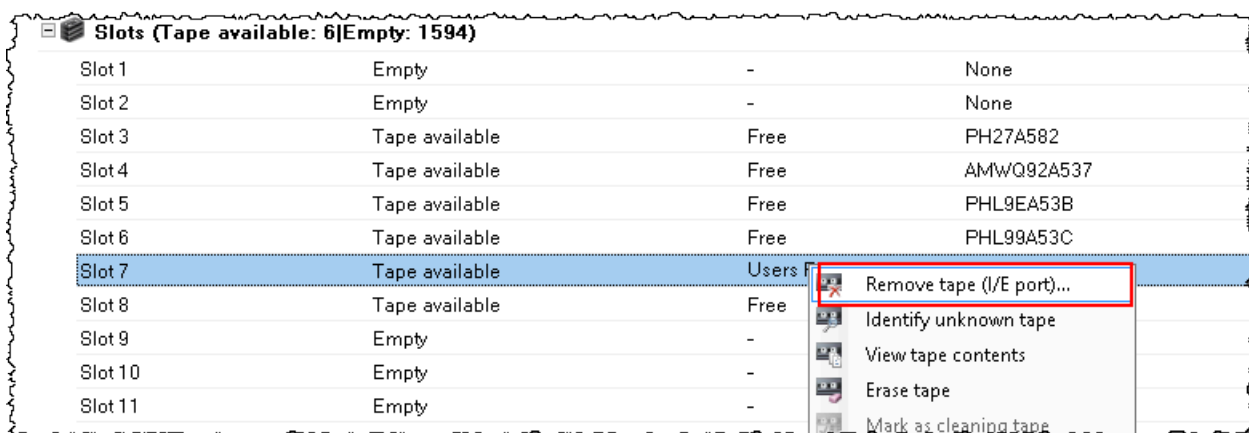 Slots (Tape available: 6|Empty: 1594)
Slot 1 Empty - None
Slot 2 Empty - None
Slot 3 Tape available Free PH27A582
Slot 4 Tape available Free AMWQ92A537
Slot 5 Tape available Free PHL9EA53B
Slot 6 Tape available Free PHL99A53C
Slot 7 Tape available Users
Remove tape (I/E port)...
Slot 8 Tape available Free
Identify unknown tape
Slot 9 Empty -
View tape contents
Slot 10 Empty -
Erase tape
Slot 11 Empty -
Mark as cleaning tape